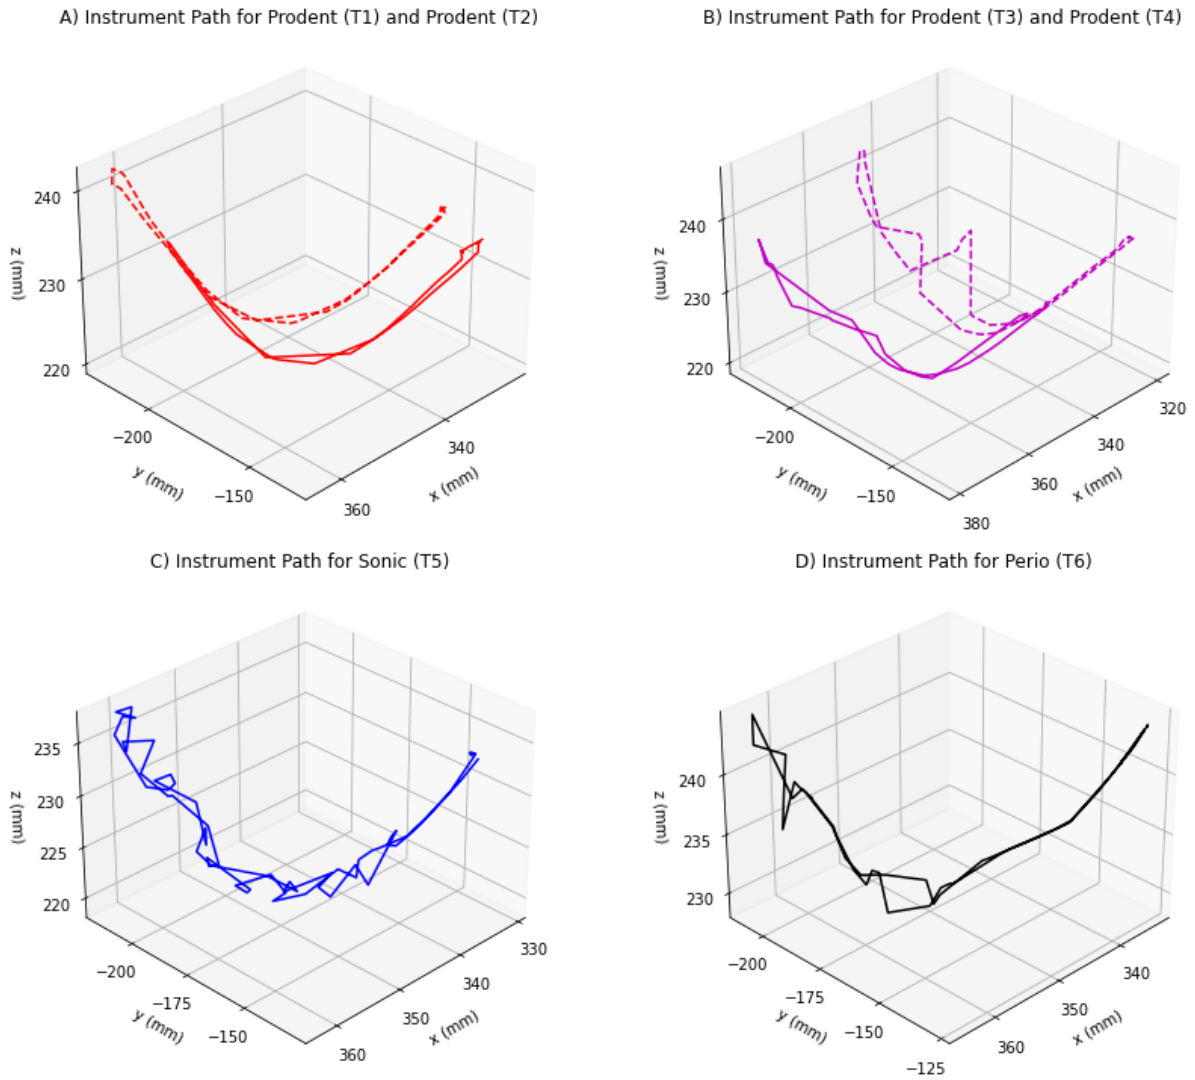 A) Instrument Path for Prodent (T1) and Prodent (T2)
240
230
220
z (mm)
−200
−150
y (mm)
340
360
x (mm)
B) Instrument Path for Prodent (T3) and Prodent (T4)
240
230
220
z (mm)
−200
−150
y (mm)
320
340
360
380
x (mm)
C) Instrument Path for Sonic (T5)
235
230
225
220
z (mm)
−200
−175
−150
y (mm)
330
340
350
360
x (mm)
D) Instrument Path for Perio (T6)
240
235
230
z (mm)
−200
−175
−150
−125
y (mm)
340
350
360
x (mm)